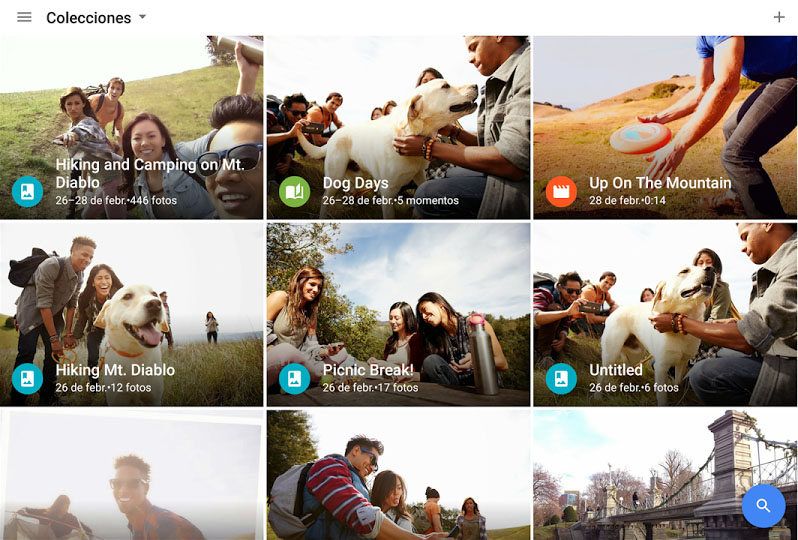 Colecciones
Hiking and Camping on Mt.
Diablo
26–28 de febr.•446 fotos
Dog Days
26–28 de febr.•5 momentos
Up On The Mountain
28 de febr.•0:14
Hiking Mt. Diablo
26 de febr.•12 fotos
Picnic Break!
26 de febr.•17 fotos
Untitled
26 de febr.•6 fotos